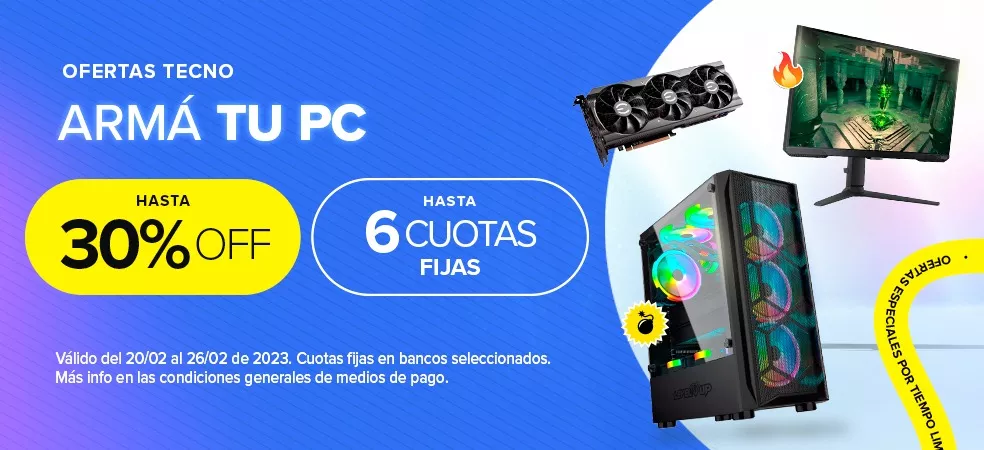 OFERTAS TECNO
ARMÁ TU PC
HASTA
30% OFF
HASTA
6 CUOTAS
FIJAS
Válido del 20/02 al 26/02 de 2023. Cuotas fijas en bancos seleccionados.
Más info en las condiciones generales de medios de pago.
OFERTAS ESPECIALES POR TIEMPO LIM